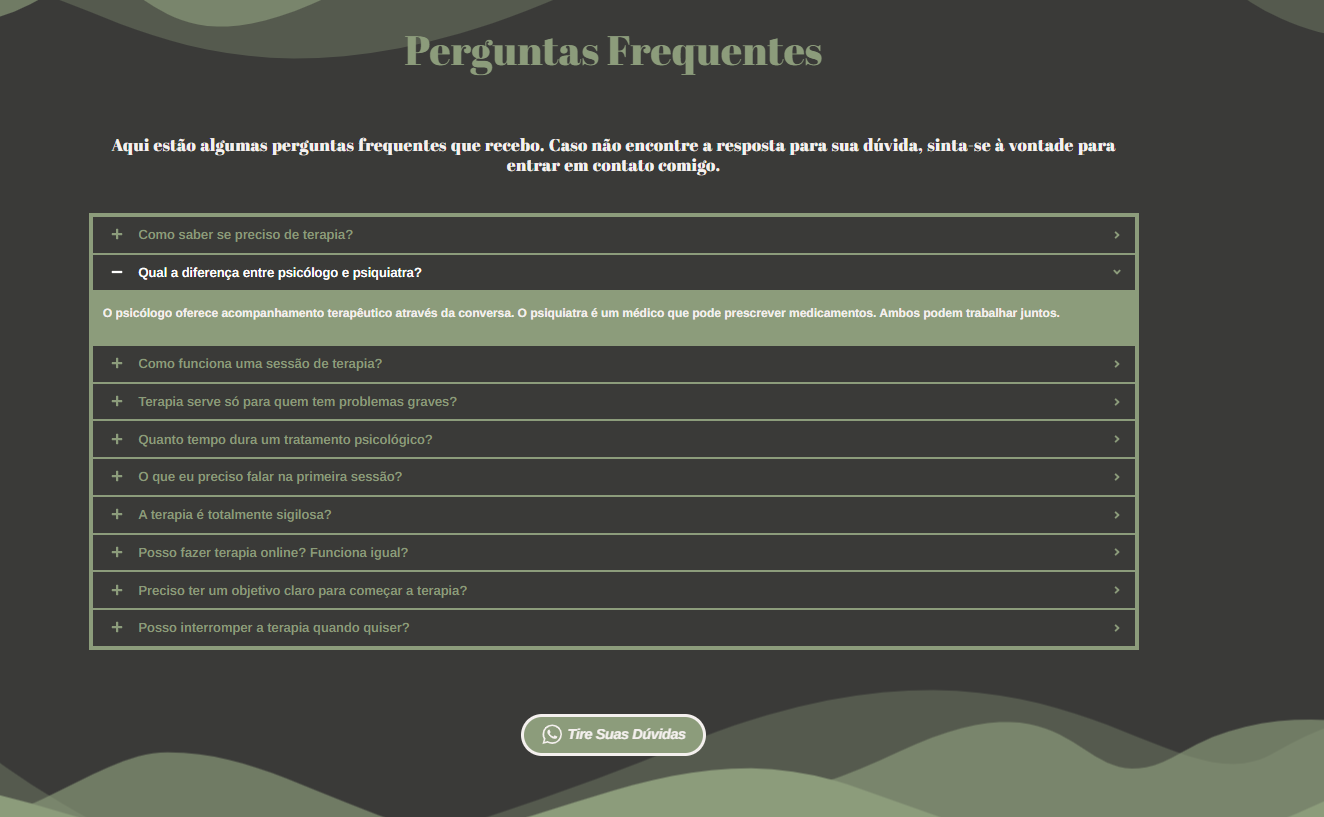 Perguntas Frequentes
Aqui estão algumas perguntas frequentes que recebo. Caso não encontre a resposta para sua dúvida, sinta-se à vontade para
entrar em contato comigo.
Como saber se preciso de terapia?
Qual a diferença entre psicólogo e psiquiatra?
O psicólogo oferece acompanhamento terapêutico através da conversa. O psiquiatra é um médico que pode prescrever medicamentos. Ambos podem trabalhar juntos.
Como funciona uma sessão de terapia?
Terapia serve só para quem tem problemas graves?
Quanto tempo dura um tratamento psicológico?
O que eu preciso falar na primeira sessão?
A terapia é totalmente sigilosa?
Posso fazer terapia online? Funciona igual?
Preciso ter um objetivo claro para começar a terapia?
Posso interromper a terapia quando quiser?
Tire Suas Dúvidas